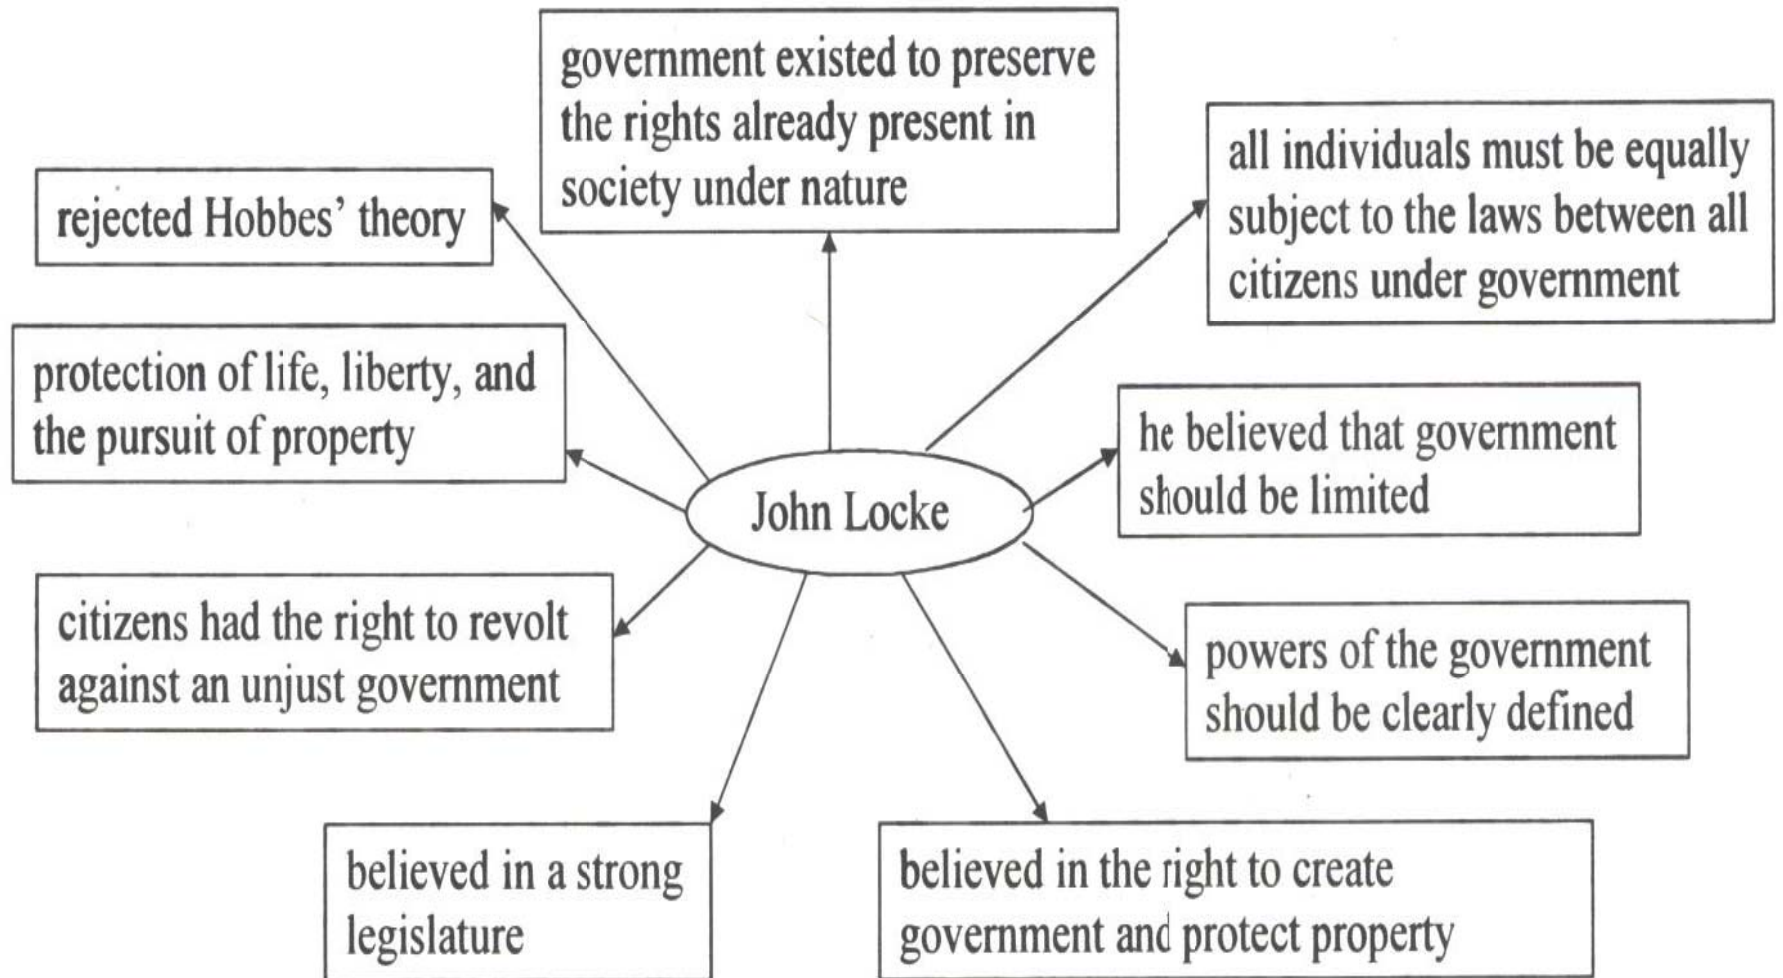 government existed to preserve
the rights already present in
society under nature
all individuals must be equally
subject to the laws between all
citizens under government
rejected Hobbes' theory
protection of life, liberty, and
the pursuit of property
he believed that government
should be limited
John Locke
citizens had the right to revolt
against an unjust government
powers of the government
should be clearly defined
believed in a strong
legislature
believed in the right to create
government and protect property